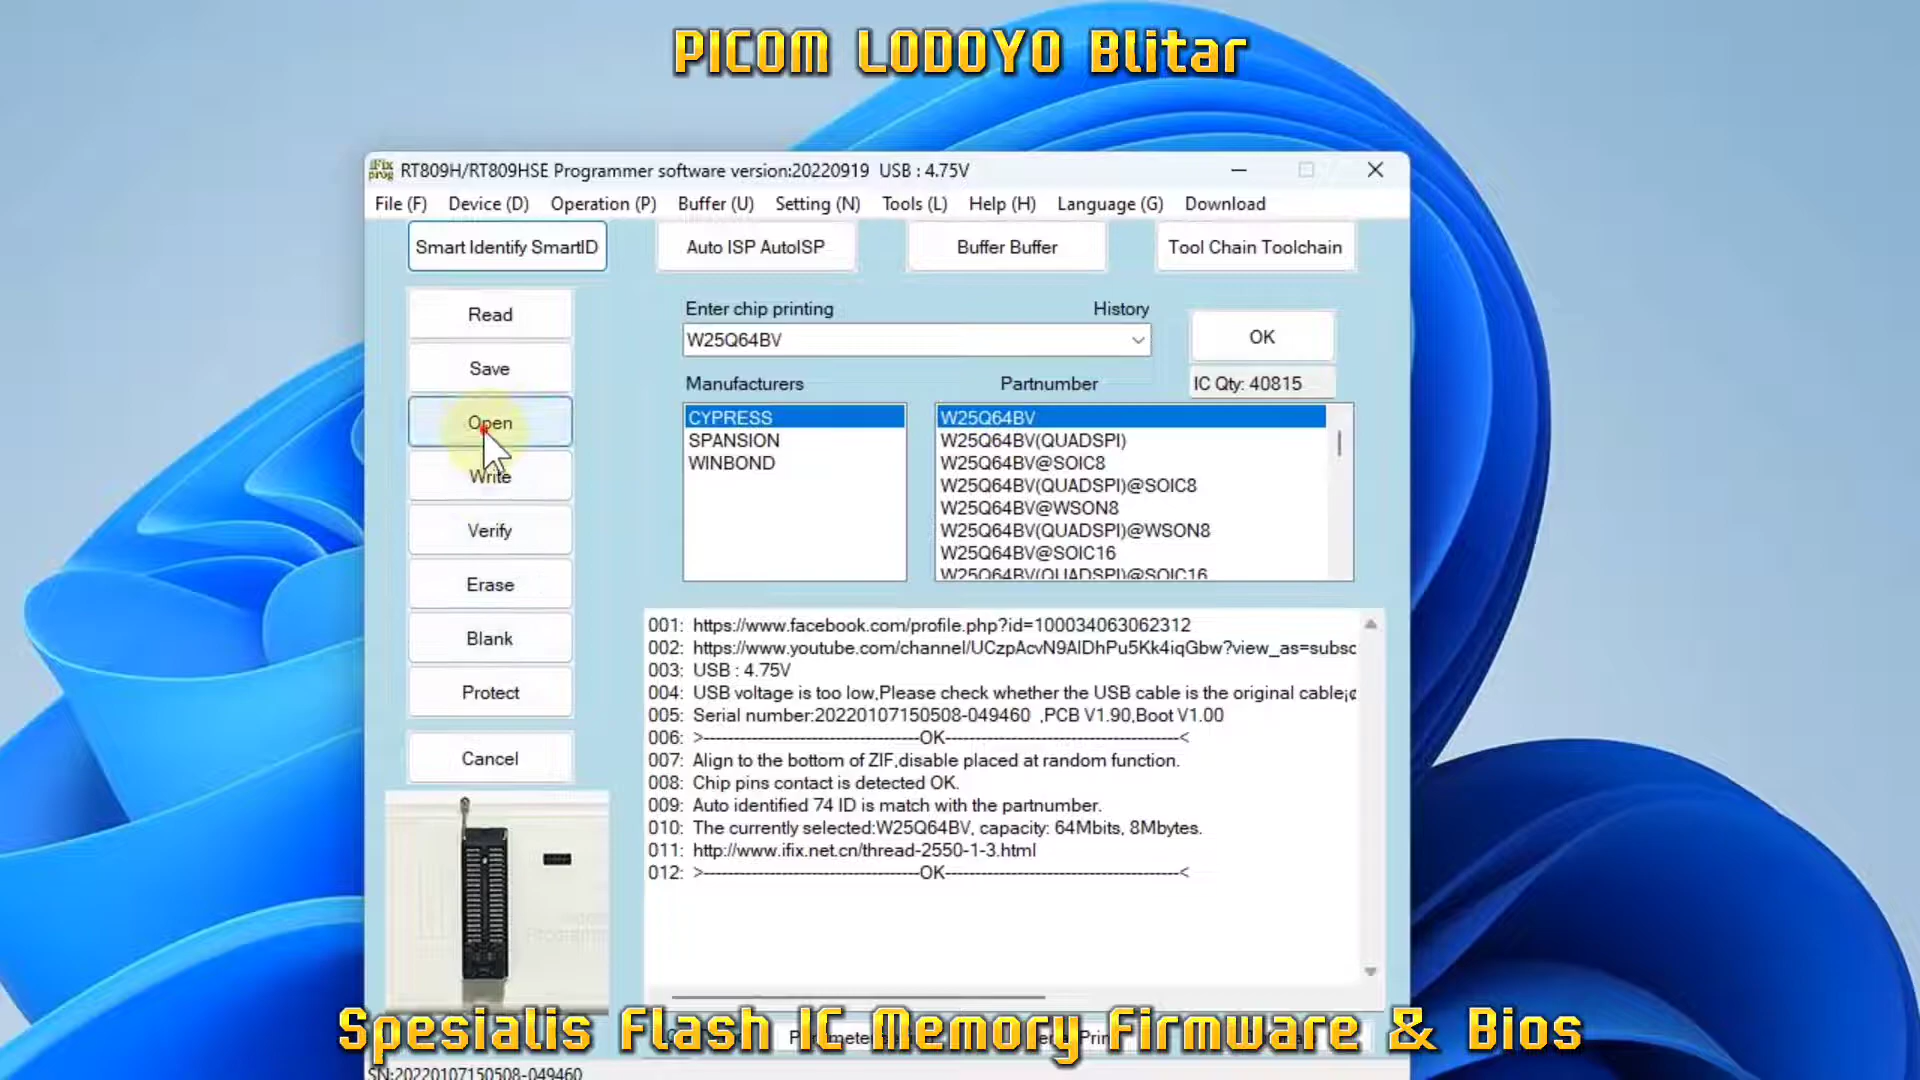 PICOM LODOYO Blitar
iFix prog RT809H/RT809HSE Programmer software version:20220919 USB : 4.75V
File (F) Device (D) Operation (P) Buffer (U) Setting (N) Tools (L) Help (H) Language (G) Download
Smart Identify SmartID Auto ISP AutoISP Buffer Buffer Tool Chain Toolchain
Read
Save
Open
Write
Verify
Erase
Blank
Protect
Cancel
Enter chip printing History
W25Q64BV
OK
Manufacturers Partnumber IC Qty: 40815
CYPRESS
SPANSION
WINBOND
W25Q64BV
W25Q64BV(QUADSPI)
W25Q64BV@SOIC8
W25Q64BV(QUADSPI)@SOIC8
W25Q64BV@WSON8
W25Q64BV(QUADSPI)@WSON8
W25Q64BV@SOIC16
W25Q64BV(QUADSPI)@SOIC16
001: https://www.facebook.com/profile.php?id=100034063062312
002: https://www.youtube.com/channel/UCzpAcvN9AlDhPu5Kk4iqGbw?view_as=subsc
003: USB : 4.75V
004: USB voltage is too low,Please check whether the USB cable is the original cable¡¢
005: Serial number:20220107150508-049460 ,PCB V1.90,Boot V1.00
006: >-------------------------------------OK-------------------------------------<
007: Align to the bottom of ZIF,disable placed at random function.
008: Chip pins contact is detected OK.
009: Auto identified 74 ID is match with the partnumber.
010: The currently selected:W25Q64BV, capacity: 64Mbits, 8Mbytes.
011: http://www.ifix.net.cn/thread-2550-1-3.html
012: >-------------------------------------OK-------------------------------------<
Spesialis Flash IC Memory Firmware & Bios
SN:20220107150508-049460